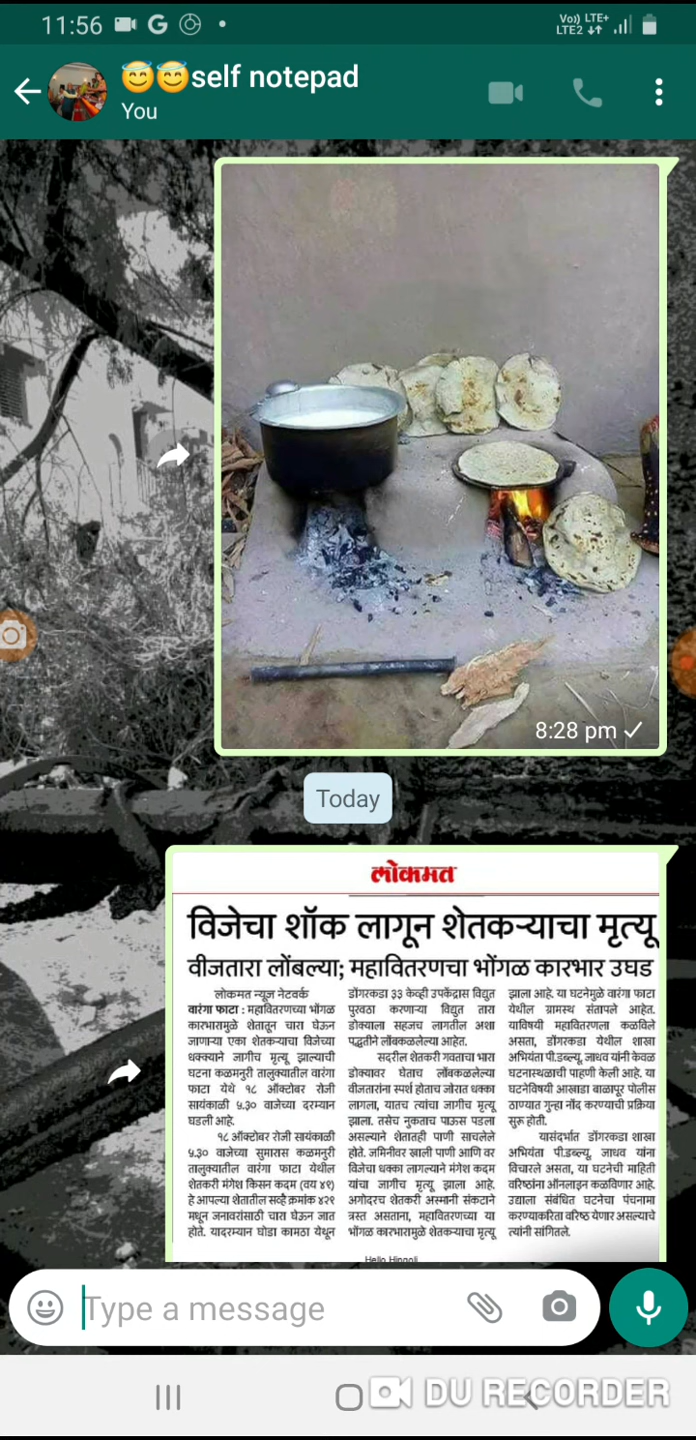 11:56
Vo)) LTE+
LTE2
self notepad
You
8:28 pm
Today
लोकमत
विजेचा शॉक लागून शेतकऱ्याचा मृत्यू
वीजतारा लोंबल्या; महावितरणचा भोंगळ कारभार उघड
लोकमत न्यूज नेटवर्क
वारंगा फाटा : महावितरणच्या भोंगळ
कारभारामुळे शेतातून चारा घेऊन
जाणाऱ्या एका शेतकऱ्याचा विजेच्या
धक्क्याने जागीच मृत्यू झाल्याची
घटना कळमनुरी तालुक्यातील वारंगा
फाटा येथे १८ ऑक्टोबर रोजी
सायंकाळी ५.३० वाजेच्या दरम्यान
घडली आहे.
१८ ऑक्टोबर रोजी सायंकाळी
५.३० वाजेच्या सुमारास कळमनुरी
तालुक्यातील वारंगा फाटा येथील
शेतकरी मंगेश किसन कदम (वय ४१)
हे आपल्या शेतातील सर्व्हे क्रमांक ४२१
मधून जनावरांसाठी चारा घेऊन जात
होते. यादरम्यान घोडा कामठा येथून
डोंगरकडा ३३ केव्ही उपकेंद्रास विद्युत
पुरवठा करणाऱ्या विद्युत तारा
डोक्याला सहजच लागतील अशा
पद्धतीने लोंबकळलेल्या आहेत.
सदरील शेतकरी गवताचा भारा
डोक्यावर घेताच लोंबकळलेल्या
वीजतारांना स्पर्श होताच जोरात धक्का
लागला, यातच त्यांचा जागीच मृत्यू
झाला. तसेच नुकताच पाऊस पडला
असल्याने शेतातही पाणी साचलेले
होते. जमिनीवर खाली पाणी आणि वर
विजेचा धक्का लागल्याने मंगेश कदम
यांचा जागीच मृत्यू झाला आहे.
अगोदरच शेतकरी अस्मानी संकटाने
त्रस्त असताना, महावितरणच्या या
भोंगळ कारभारामुळे शेतकऱ्याचा मृत्यू
झाला आहे. या घटनेमुळे वारंगा फाटा
येथील ग्रामस्थ संतापले आहेत.
याविषयी महावितरणला कळविले
असता, डोंगरकडा येथील शाखा
अभियंता पी.डब्ल्यू. जाधव यांनी केवळ
घटनास्थळाची पाहणी केली आहे. या
घटनेविषयी आखाडा बाळापूर पोलीस
ठाण्यात गुन्हा नोंद करण्याची प्रक्रिया
सुरू होती.
यासंदर्भात डोंगरकडा शाखा
अभियंता पी.डब्ल्यू. जाधव यांना
विचारले असता, या घटनेची माहिती
वरिष्ठांना ऑनलाइन कळविणार आहे.
उद्याला संबंधित घटनेचा पंचनामा
करण्याकरिता वरिष्ठ येणार असल्याचे
त्यांनी सांगितले.
Hello Hingoli
Type a message
DU RECORDER